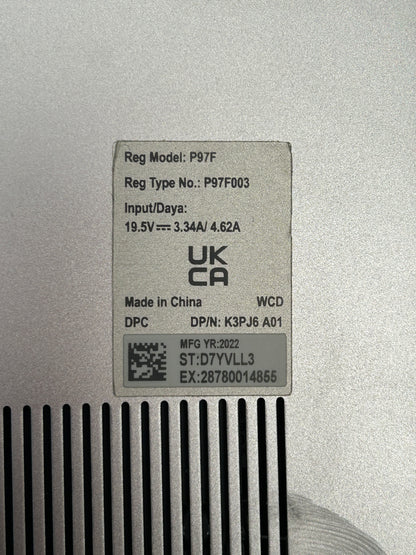 Reg Model: P97F
Reg Type No.: P97F003
Input/Daya:
19.5V⎓ 3.34A/ 4.62A
UK
CA
Made in China WCD
DPC DP/N: K3PJ6 A01
MFG YR:2022
ST:D7YVLL3
EX:28780014855